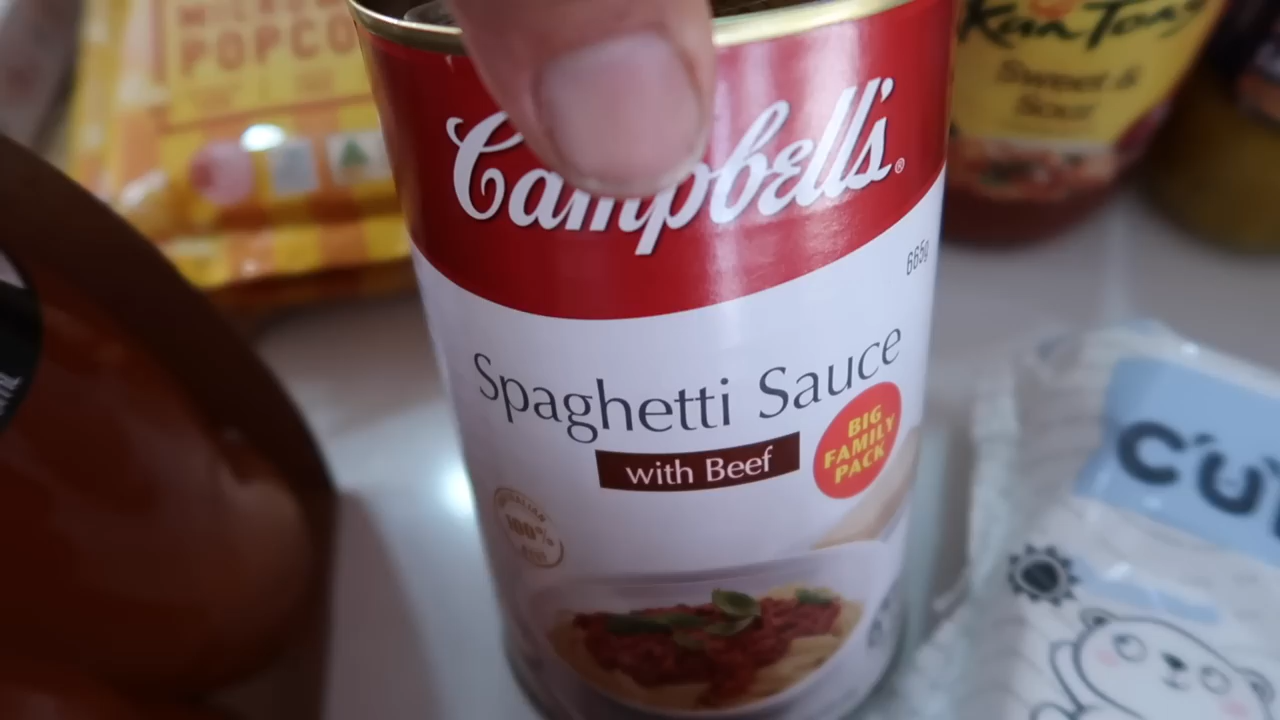 POPCO
Campbell's®
665g
Spaghetti Sauce
with Beef
BIG
FAMILY
PACK
100%
Kan Tong
Sweet &
Sour
CU